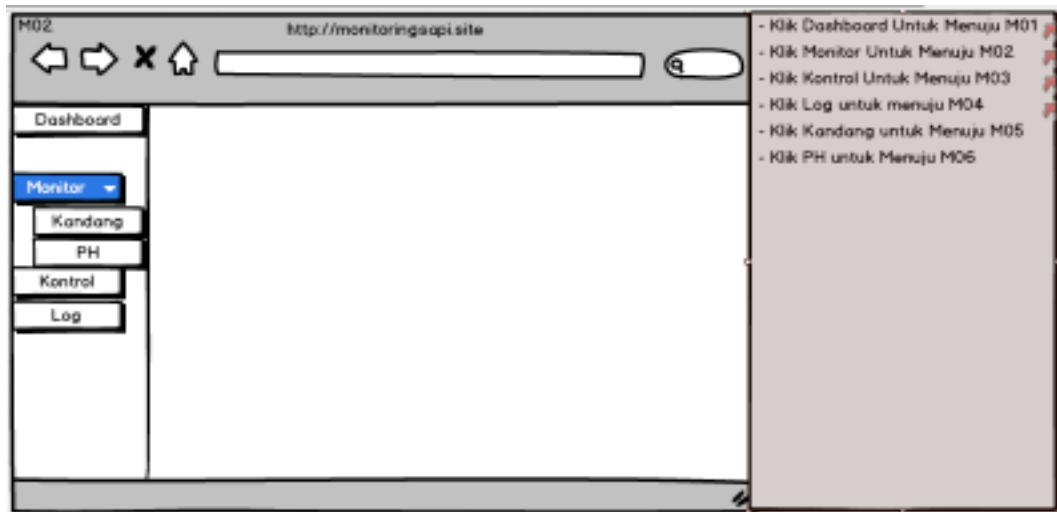 M02
http://monitoringsapi.site
Dashboard
Monitor
Kandang
PH
Kontrol
Log
- Klik Dashboard Untuk Menuju M01
- Klik Monitor Untuk Menuju M02
- Klik Kontrol Untuk Menuju M03
- Klik Log untuk menuju M04
- Klik Kandang untuk Menuju M05
- Klik PH untuk Menuju M06